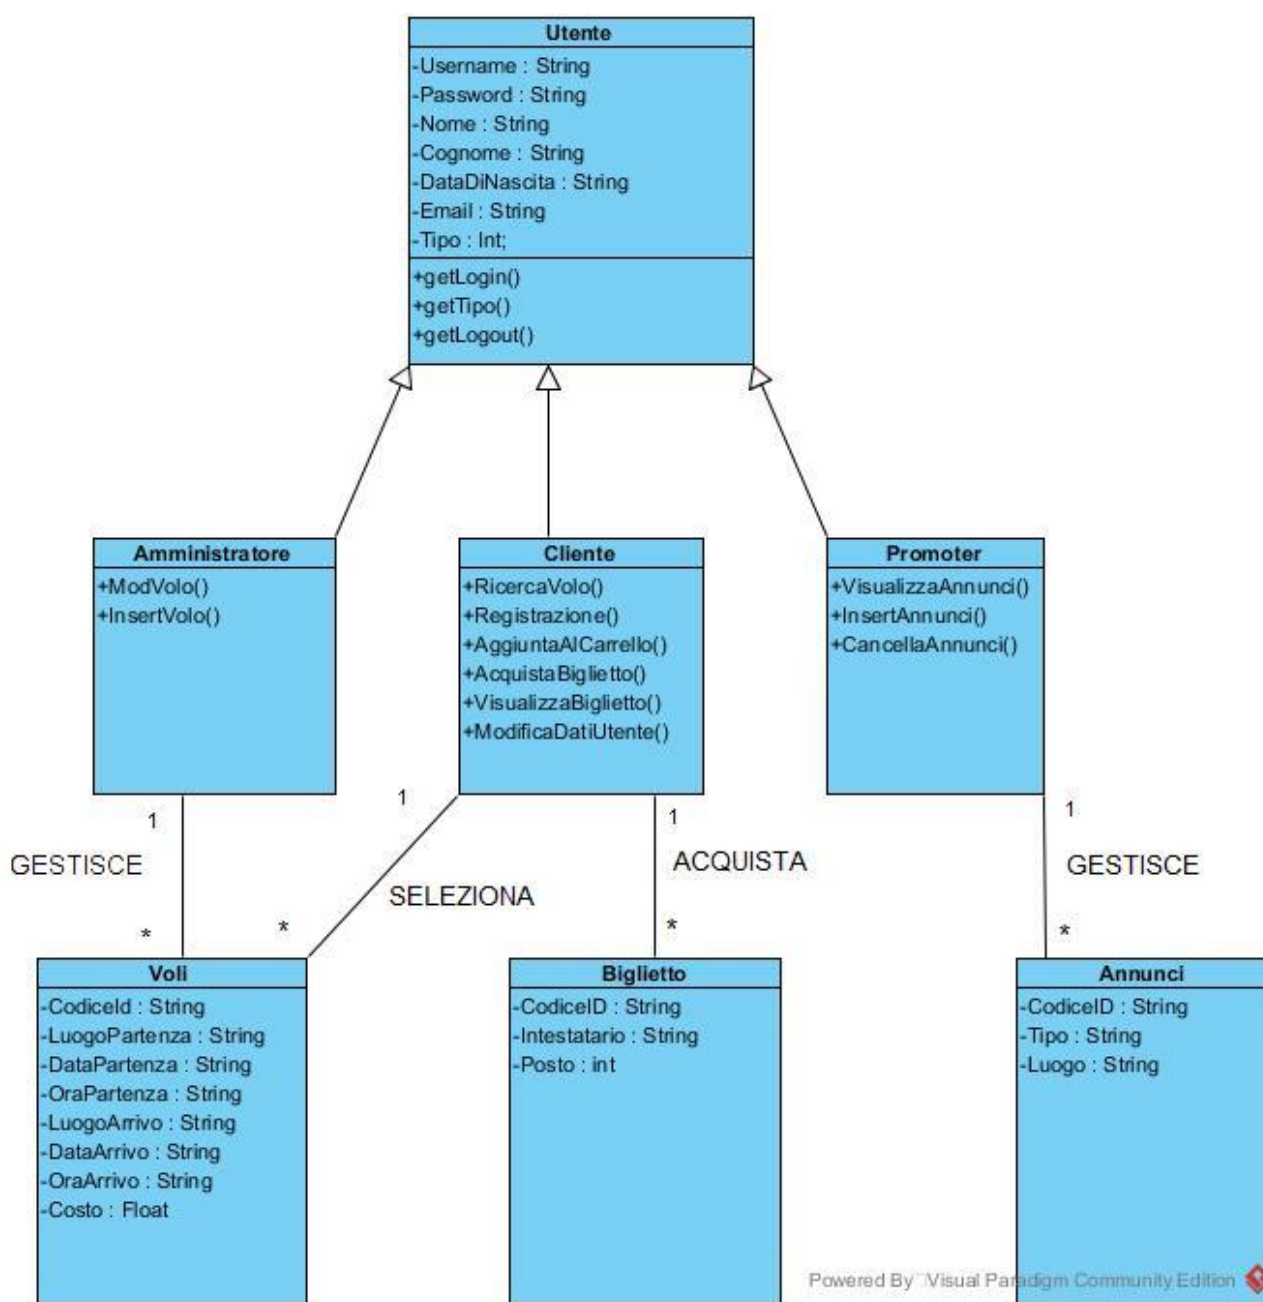 Utente
-Username : String
-Password : String
-Nome : String
-Cognome : String
-DataDiNascita : String
-Email : String
-Tipo : Int;
+getLogin()
+getTipo()
+getLogout()
Amministratore
+ModVolo()
+InsertVolo()
Cliente
+RicercaVolo()
+Registrazione()
+AggiuntaAlCarrello()
+AcquistaBiglietto()
+VisualizzaBiglietto()
+ModificaDatiUtente()
Promoter
+VisualizzaAnnunci()
+InsertAnnunci()
+CancellaAnnunci()
1
GESTISCE
*
1
SELEZIONA
*
1
ACQUISTA
*
1
GESTISCE
*
Voli
-CodiceId : String
-LuogoPartenza : String
-DataPartenza : String
-OraPartenza : String
-LuogoArrivo : String
-DataArrivo : String
-OraArrivo : String
-Costo : Float
Biglietto
-CodiceID : String
-Intestatario : String
-Posto : int
Annunci
-CodiceID : String
-Tipo : String
-Luogo : String
Powered By Visual Paradigm Community Edition